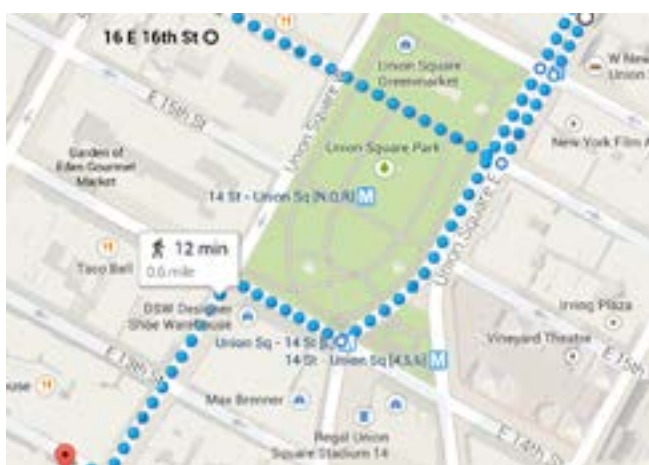 16 E 16th St
Union Square
Greenmarket
W New
Union
E 15th St
Union Square
New York Film A
Garden of
Eden Gourmet
Market
Union Square Park
14 St - Union Sq [N,Q,R]
Union Square E
12 min
0.6 mile
Taco Bell
DSW Designer
Shoe Warehouse
Irving Plaza
Union Sq - 14 St
14 St - Union Sq [4,5,6]
Vineyard Theatre
E 15th
E 13th St
Max Brenner
Regal Union
Square Stadium 14
E 14th St